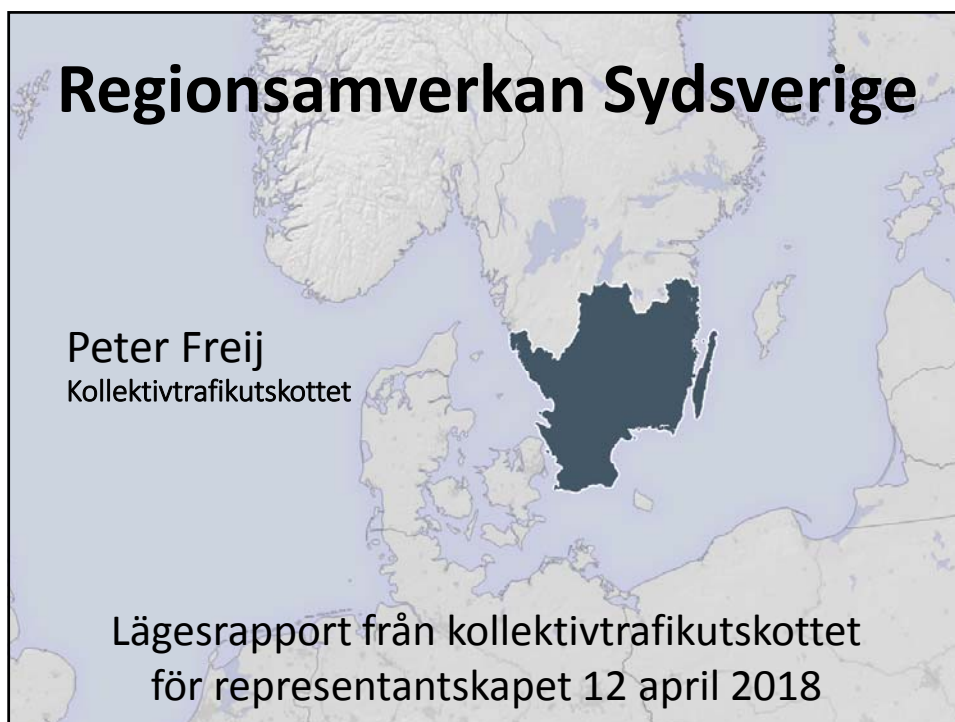 Regionsamverkan Sydsverige
Peter Freij
Kollektivtrafikutskottet
Lägesrapport från kollektivtrafikutskottet
för representantskapet 12 april 2018